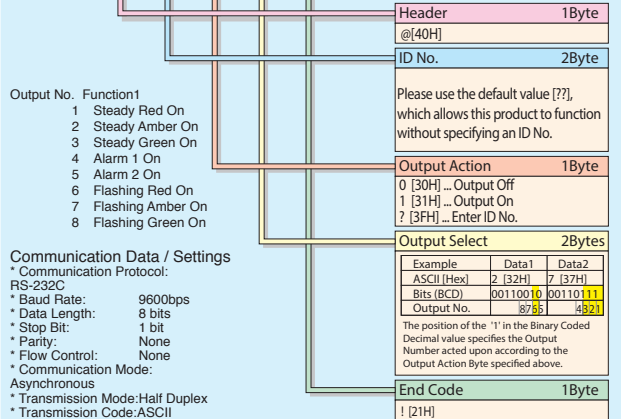 Header 1Byte
@[40H]
ID No. 2Byte
Please use the default value [??],
which allows this product to function
without specifying an ID No.
Output No. Function1
1 Steady Red On
2 Steady Amber On
3 Steady Green On
4 Alarm 1 On
5 Alarm 2 On
6 Flashing Red On
7 Flashing Amber On
8 Flashing Green On
Output Action 1Byte
0 [30H] ... Output Off
1 [31H] ... Output On
? [3FH] ... Enter ID No.
Output Select 2Bytes
Example Data1 Data2
ASCII [Hex] 2 [32H] 7 [37H]
Bits (BCD) 00110010 00110111
Output No. 8765 4321
The position of the '1' in the Binary Coded
Decimal value specifies the Output
Number acted upon according to the
Output Action Byte specified above.
Communication Data / Settings
* Communication Protocol:
RS-232C
* Baud Rate: 9600bps
* Data Length: 8 bits
* Stop Bit: 1 bit
* Parity: None
* Flow Control: None
* Communication Mode:
Asynchronous
* Transmission Mode:Half Duplex
* Transmission Code:ASCII
End Code 1Byte
! [21H]